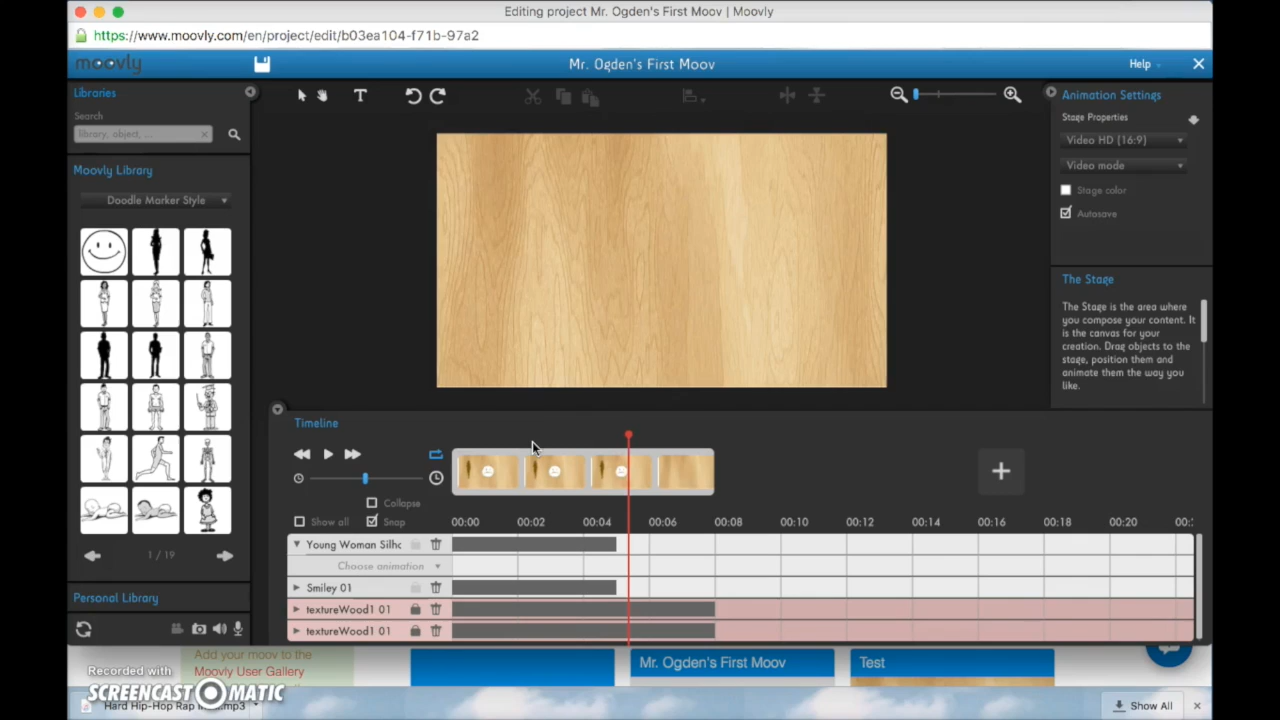 Editing project Mr. Ogden's First Moov | Moovly
https://www.moovly.com/en/project/edit/b03ea104-f71b-97a2
moovly
Mr. Ogden's First Moov
Help
Libraries
Search
library, object, ...
Moovly Library
Doodle Marker Style
1 / 19
Personal Library
T
Animation Settings
Stage Properties
Video HD (16:9)
Video mode
Stage color
Autosave
The Stage
The Stage is the area where
you compose your content. It
is the canvas for your
creation. Drag objects to the
stage, position them and
animate them the way you
like.
Timeline
Collapse
Show all
Snap
00:00 00:02 00:04 00:06 00:08 00:10 00:12 00:14 00:16 00:18 00:20 00:
Young Woman Silho
Choose animation
Smiley 01
textureWood1 01
textureWood1 01
Add your moov to the
Moovly User Gallery
Mr. Ogden's First Moov
Test
Recorded with
SCREENCAST-O-MATIC
Hard Hip-Hop Rap
mp3
Show All